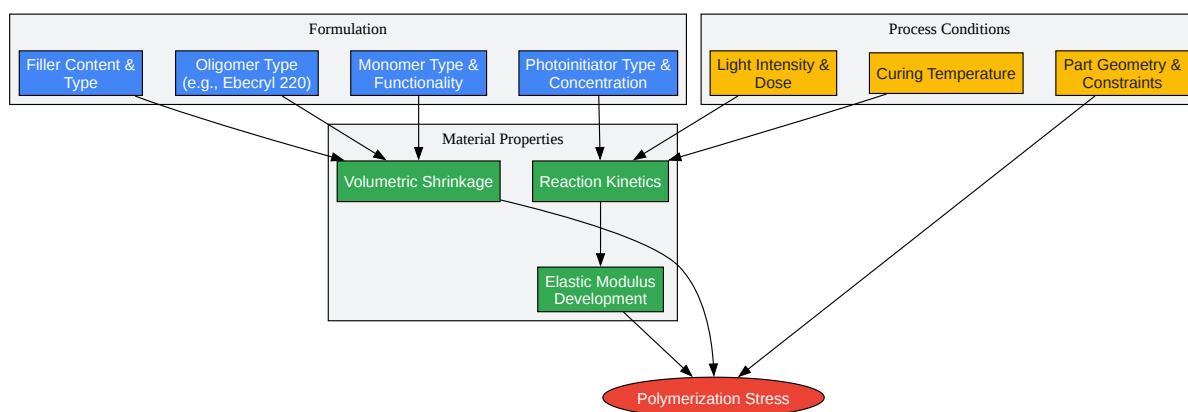 Formulation
Process Conditions
Filler Content &
Type
Oligomer Type
(e.g., Ebecryl 220)
Monomer Type &
Functionality
Photoinitiator Type &
Concentration
Light Intensity &
Dose
Curing Temperature
Part Geometry &
Constraints
Material Properties
Volumetric Shrinkage
Reaction Kinetics
Elastic Modulus
Development
Polymerization Stress